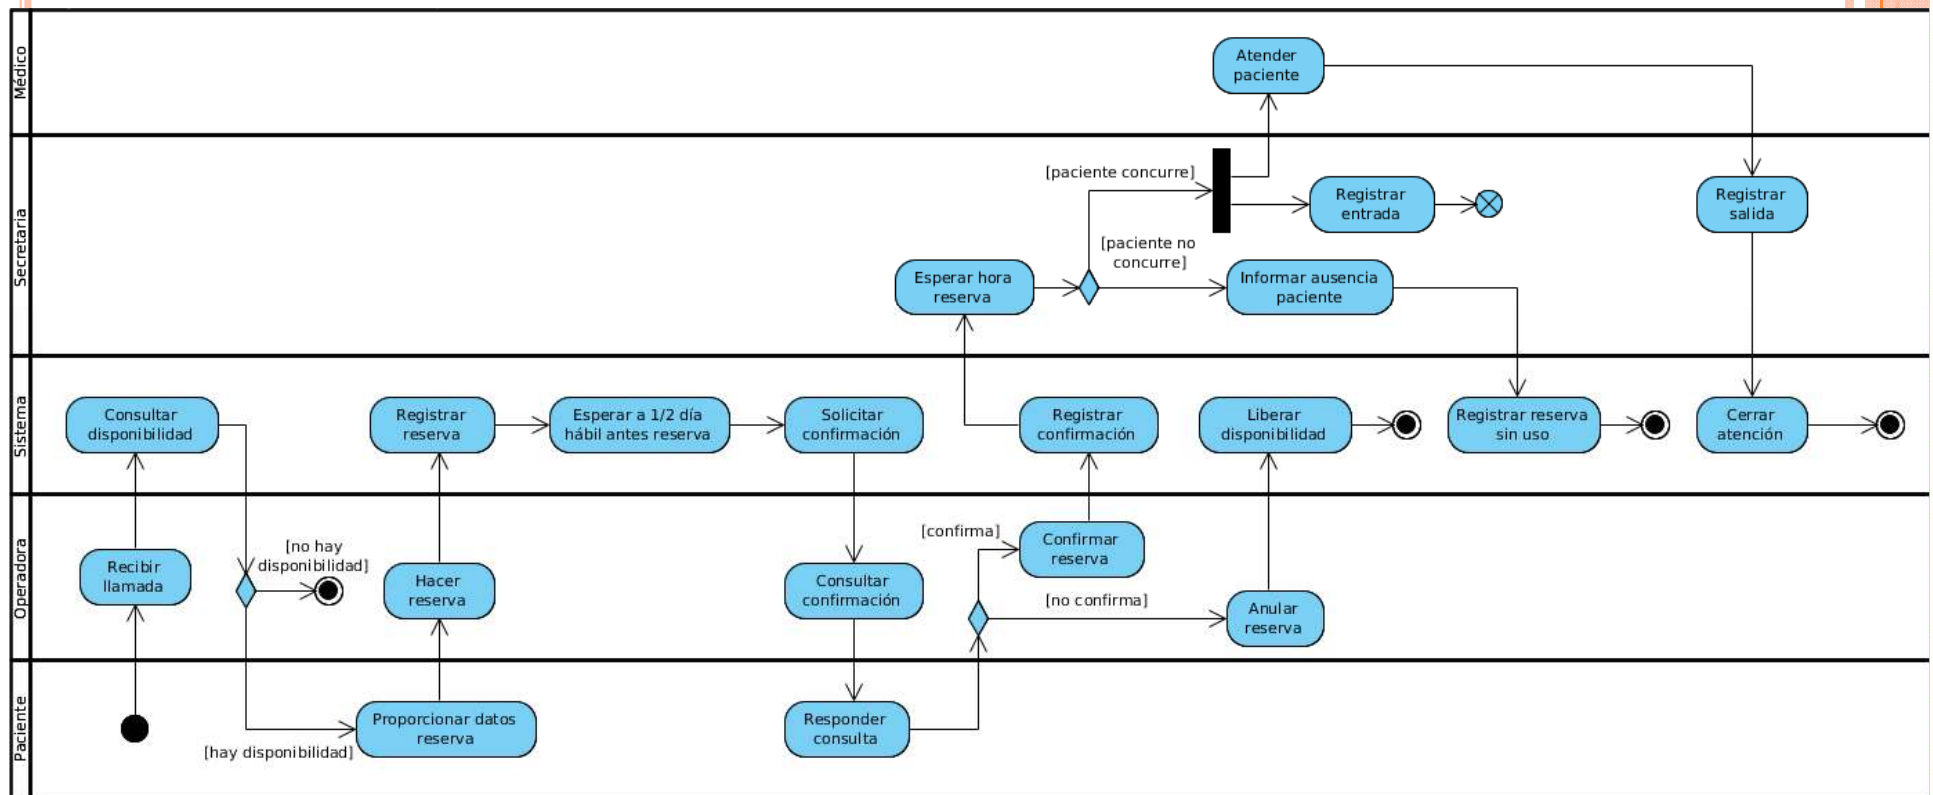 Médico
Atender
paciente
Secretaria
[paciente concurre]
Registrar
entrada
Registrar
salida
[paciente no
concurre]
Esperar hora
reserva
Informar ausencia
paciente
Sistema
Consultar
disponibilidad
Registrar
reserva
Esperar a 1/2 día
hábil antes reserva
Solicitar
confirmación
Registrar
confirmación
Liberar
disponibilidad
Registrar reserva
sin uso
Cerrar
atención
Operadora
Recibir
llamada
[no hay
disponibilidad]
Hacer
reserva
Consultar
confirmación
[confirma]
Confirmar
reserva
[no confirma]
Anular
reserva
Paciente
[hay disponibilidad]
Proporcionar datos
reserva
Responder
consulta